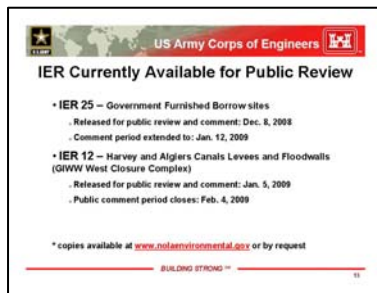 US Army Corps of Engineers
IER Currently Available for Public Review
• IER 25 – Government Furnished Borrow sites
. Released for public review and comment: Dec. 8, 2008
. Comment period extended to: Jan. 12, 2009
• IER 12 – Harvey and Algiers Canals Levees and Floodwalls
(GIWW West Closure Complex)
. Released for public review and comment: Jan. 5, 2009
. Public comment period closes: Feb. 4, 2009
* copies available at www.nolaenvironmental.gov or by request
BUILDING STRONG